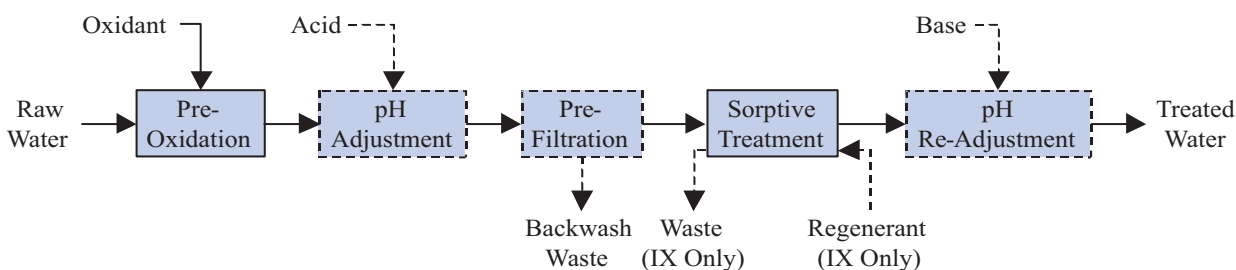 Oxidant
Acid
Base
Raw
Water
Pre-
Oxidation
pH
Adjustment
Pre-
Filtration
Sorptive
Treatment
pH
Re-Adjustment
Treated
Water
Backwash
Waste
Waste
(IX Only)
Regenerant
(IX Only)